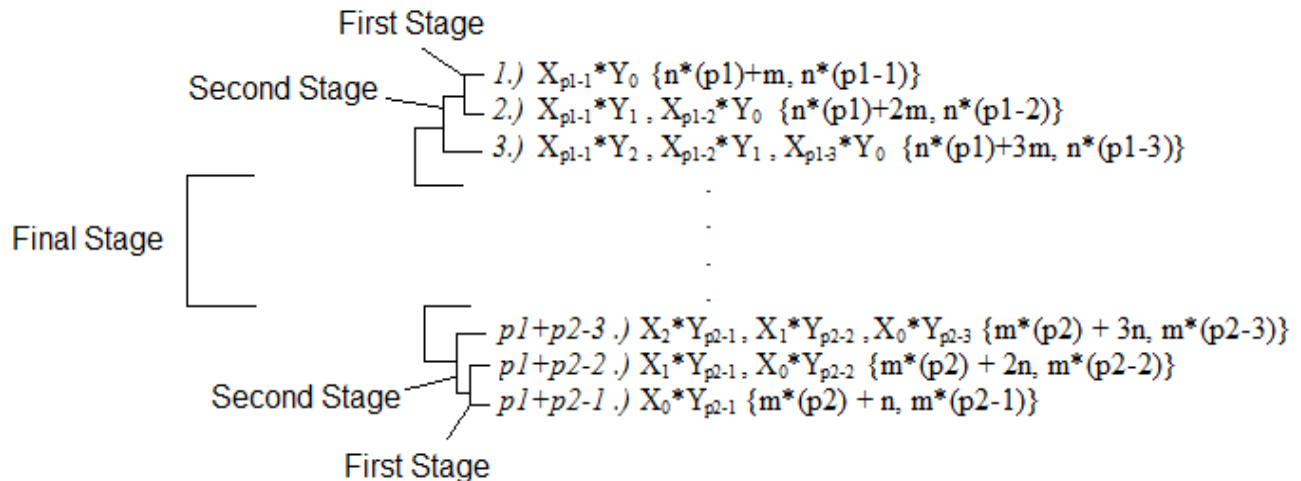 First Stage
1.) Xp1-1*Y0 {n*(p1)+m, n*(p1-1)}
Second Stage
2.) Xp1-1*Y1 , Xp1-2*Y0 {n*(p1)+2m, n*(p1-2)}
3.) Xp1-1*Y2 , Xp1-2*Y1 , Xp1-3*Y0 {n*(p1)+3m, n*(p1-3)}
Final Stage
p1+p2-3 .) X2*Yp2-1, X1*Yp2-2 , X0*Yp2-3 {m*(p2) + 3n, m*(p2-3)}
p1+p2-2 .) X1*Yp2-1, X0*Yp2-2 {m*(p2) + 2n, m*(p2-2)}
Second Stage
p1+p2-1 .) X0*Yp2-1 {m*(p2) + n, m*(p2-1)}
First Stage